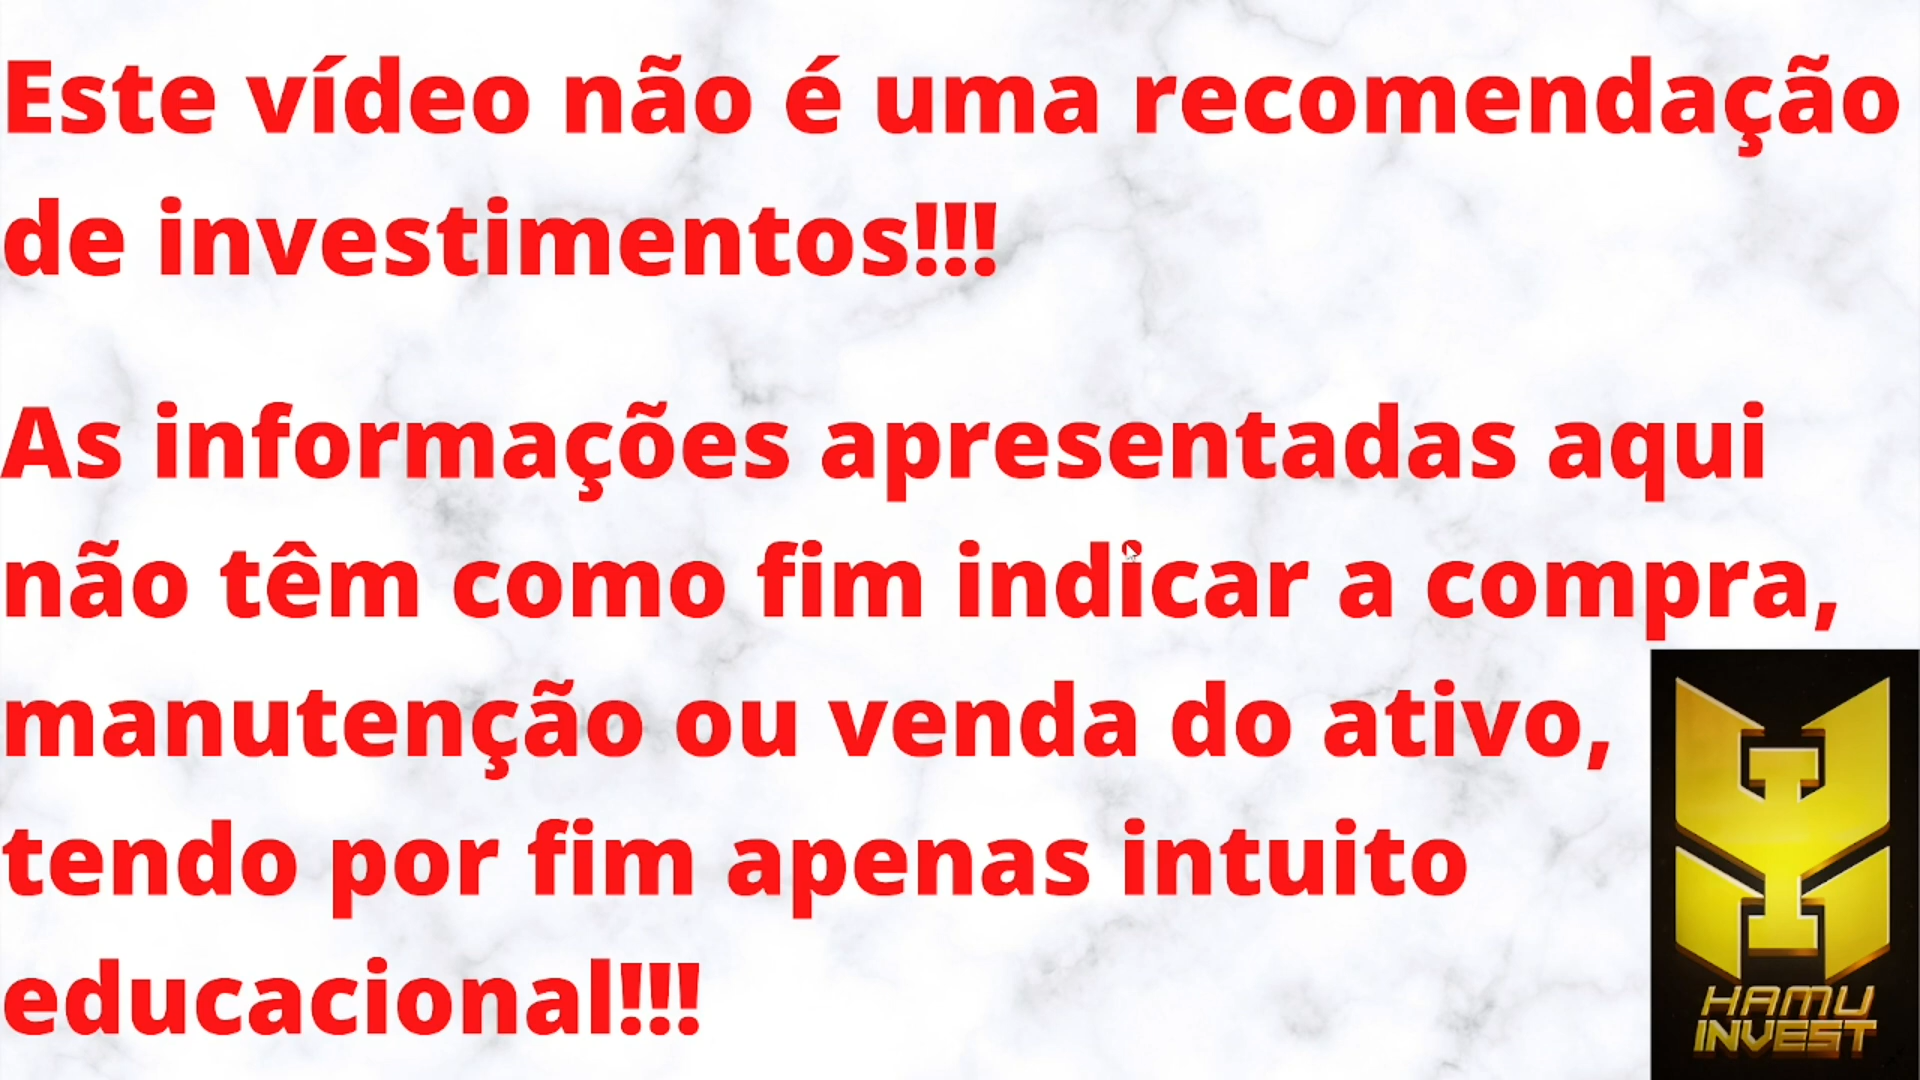 Este vídeo não é uma recomendação
de investimentos!!!
As informações apresentadas aqui
não têm como fim indicar a compra,
manutenção ou venda do ativo,
tendo por fim apenas intuito
educacional!!!
HAMU
INVEST